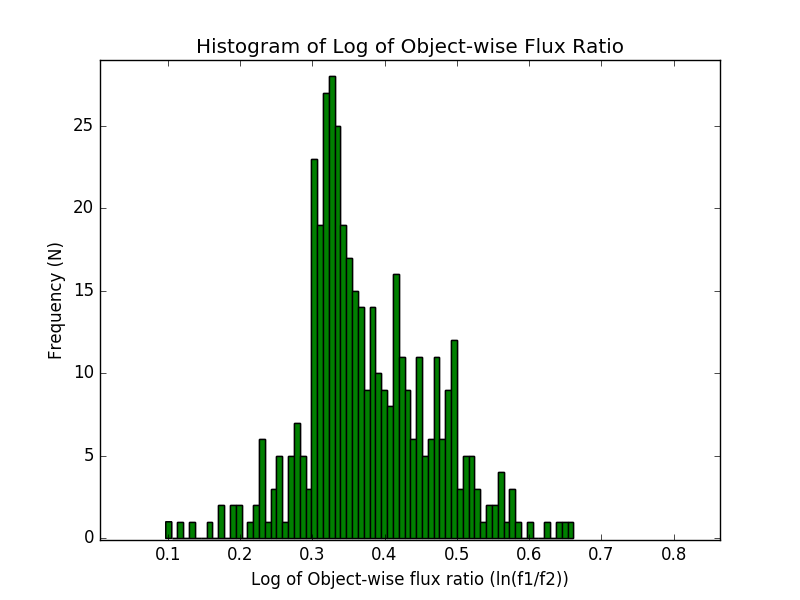 Histogram of Log of Object-wise Flux Ratio
Frequency (N)
25
20
15
10
5
0
0.1 0.2 0.3 0.4 0.5 0.6 0.7 0.8
Log of Object-wise flux ratio (ln(f1/f2))